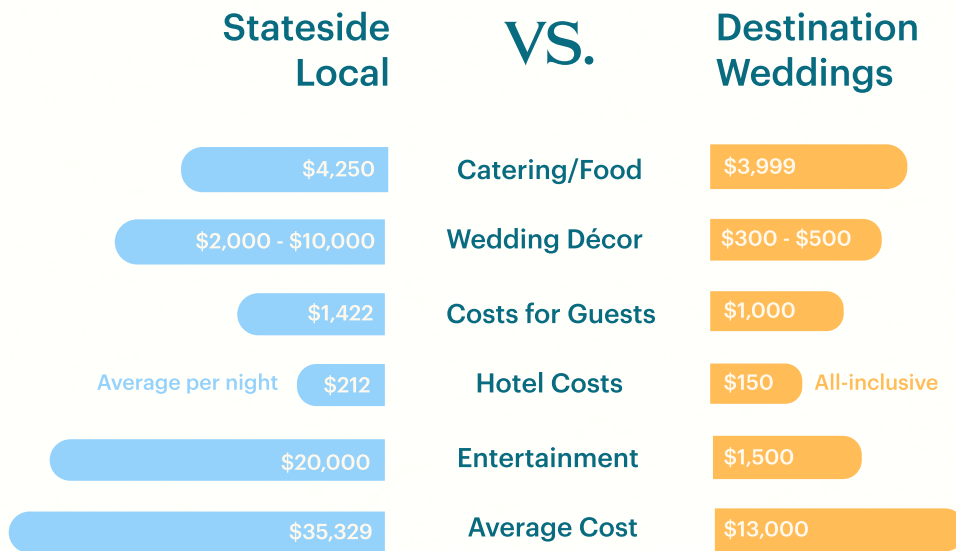 Stateside
Local
VS.
Destination
Weddings
$4,250
Catering/Food
$3,999
$2,000 - $10,000
Wedding Décor
$300 - $500
$1,422
Costs for Guests
$1,000
Average per night
$212
Hotel Costs
$150
All-inclusive
$20,000
Entertainment
$1,500
$35,329
Average Cost
$13,000